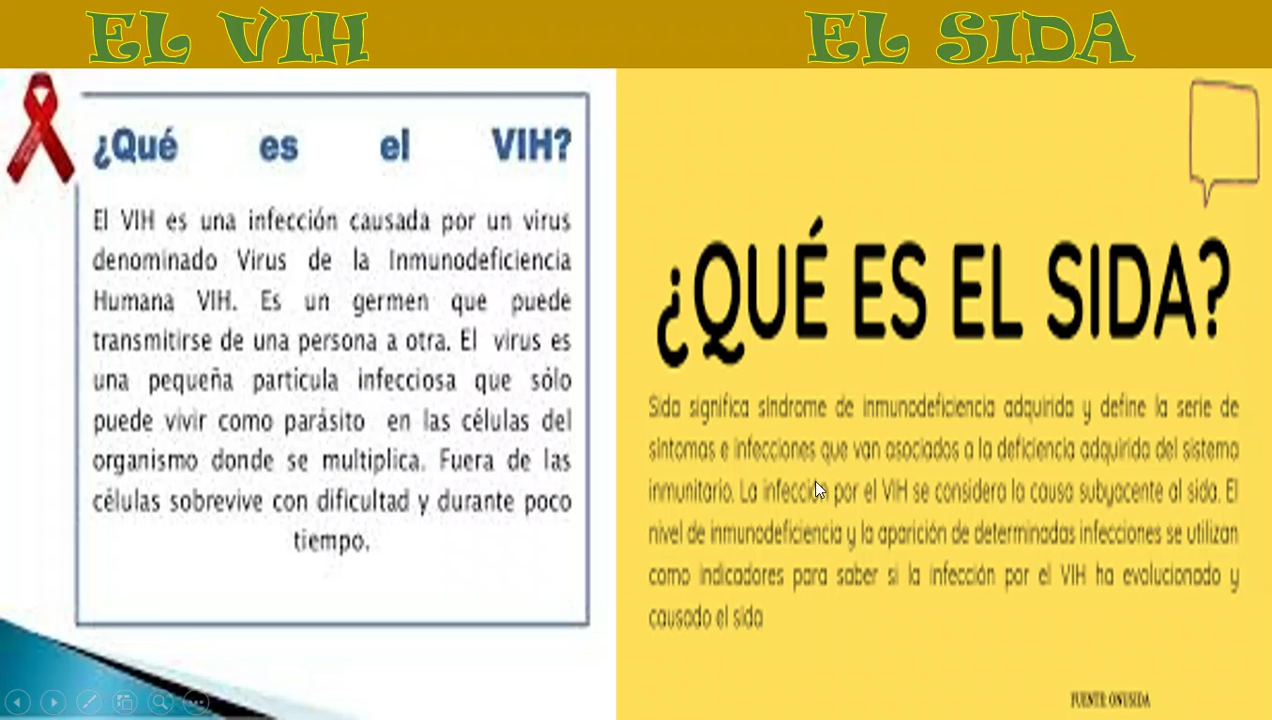 EL VIH
¿Qué es el VIH?
El VIH es una infección causada por un virus
denominado Virus de la Inmunodeficiencia
Humana VIH. Es un germen que puede
transmitirse de una persona a otra. El virus es
una pequeña partícula infecciosa que sólo
puede vivir como parásito en las células del
organismo donde se multiplica. Fuera de las
células sobrevive con dificultad y durante poco
tiempo.
EL SIDA
¿QUÉ ES EL SIDA?
Sida significa síndrome de inmunodeficiencia adquirida y define la serie de
síntomas e infecciones que van asociados a la deficiencia adquirida del sistema
inmunitario. La infección por el VIH se considera la causa subyacente al sida. El
nivel de inmunodeficiencia y la aparición de determinadas infecciones se utilizan
como indicadores para saber si la infección por el VIH ha evolucionado y
causado el sida
FUENTE: ONUSIDA